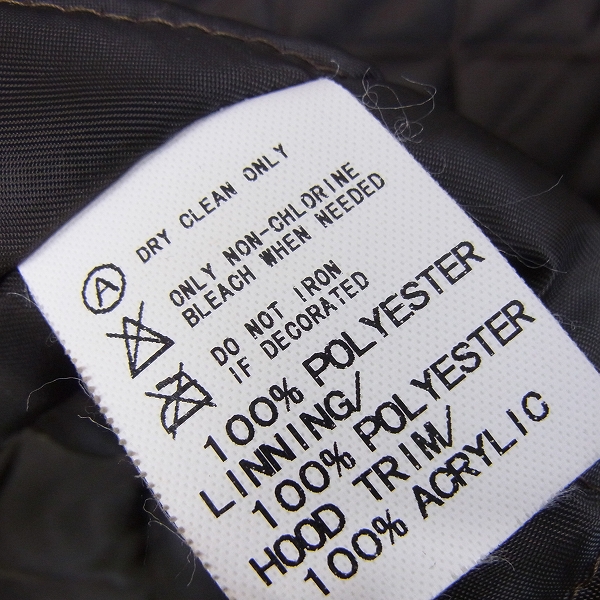 A DRY CLEAN ONLY
ONLY NON-CHLORINE
BLEACH WHEN NEEDED
DO NOT IRON
IF DECORATED
100% POLYESTER
LINNING/
100% POLYESTER
HOOD TRIM/
100% ACRYLIC